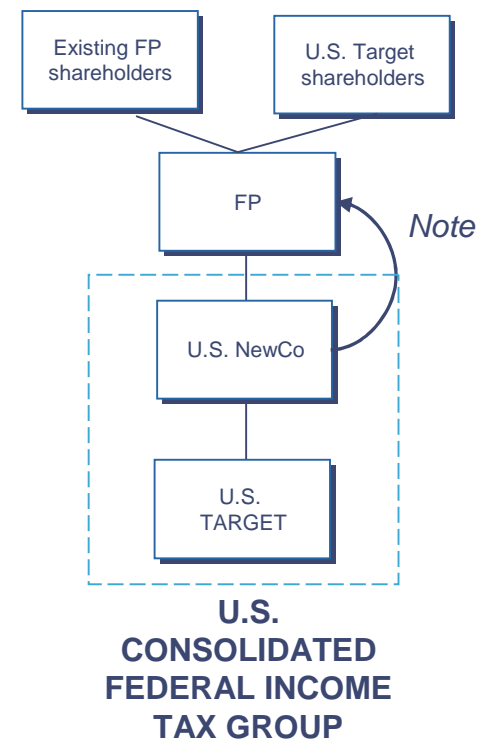 Existing FP
shareholders
U.S. Target
shareholders
FP
Note
U.S. NewCo
U.S.
TARGET
U.S.
CONSOLIDATED
FEDERAL INCOME
TAX GROUP